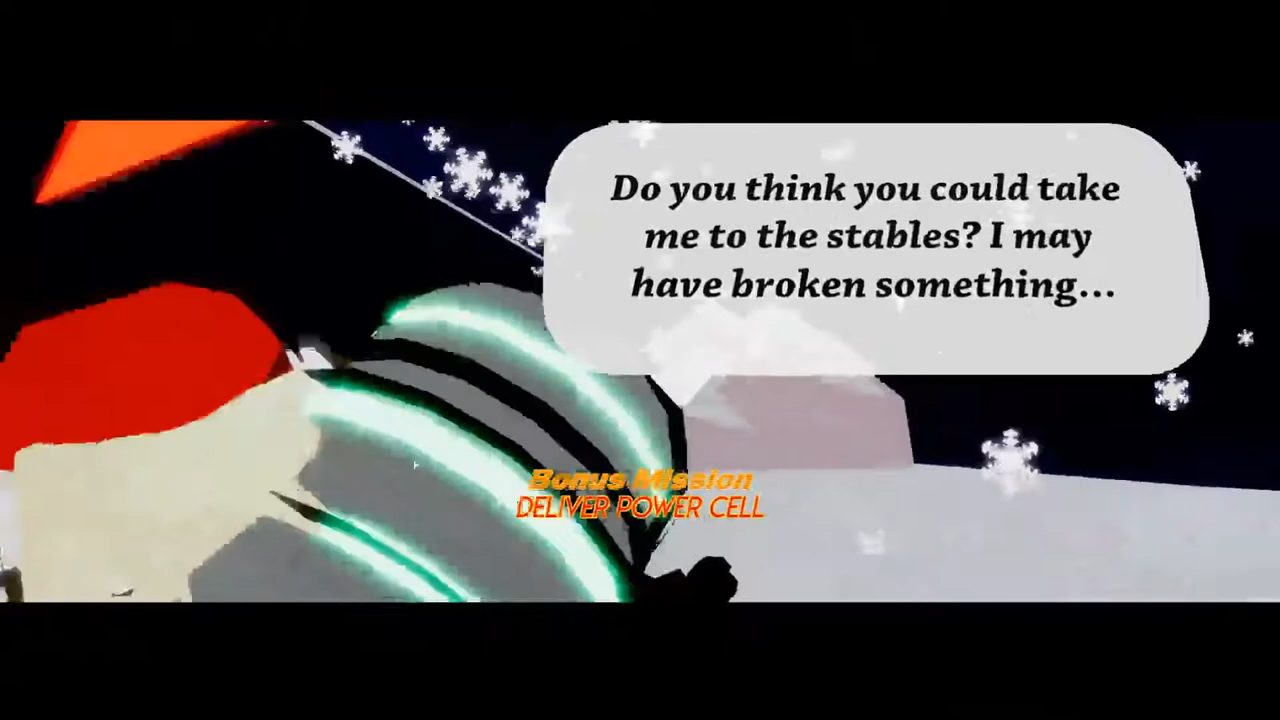 Do you think you could take
me to the stables? I may
have broken something...
Bonus Mission
DELIVER POWER CELL